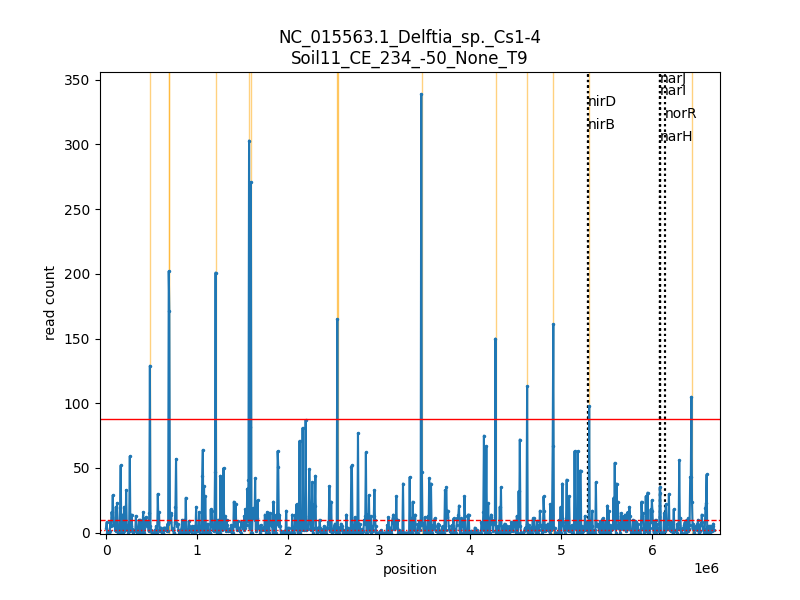 NC_015563.1_Delftia_sp._Cs1-4
Soil11_CE_234_-50_None_T9
350
300
250
200
150
100
50
0
read count
narJ
narI
nirD
norR
nirB
narH
0
1
2
3
4
5
6
1e6
position